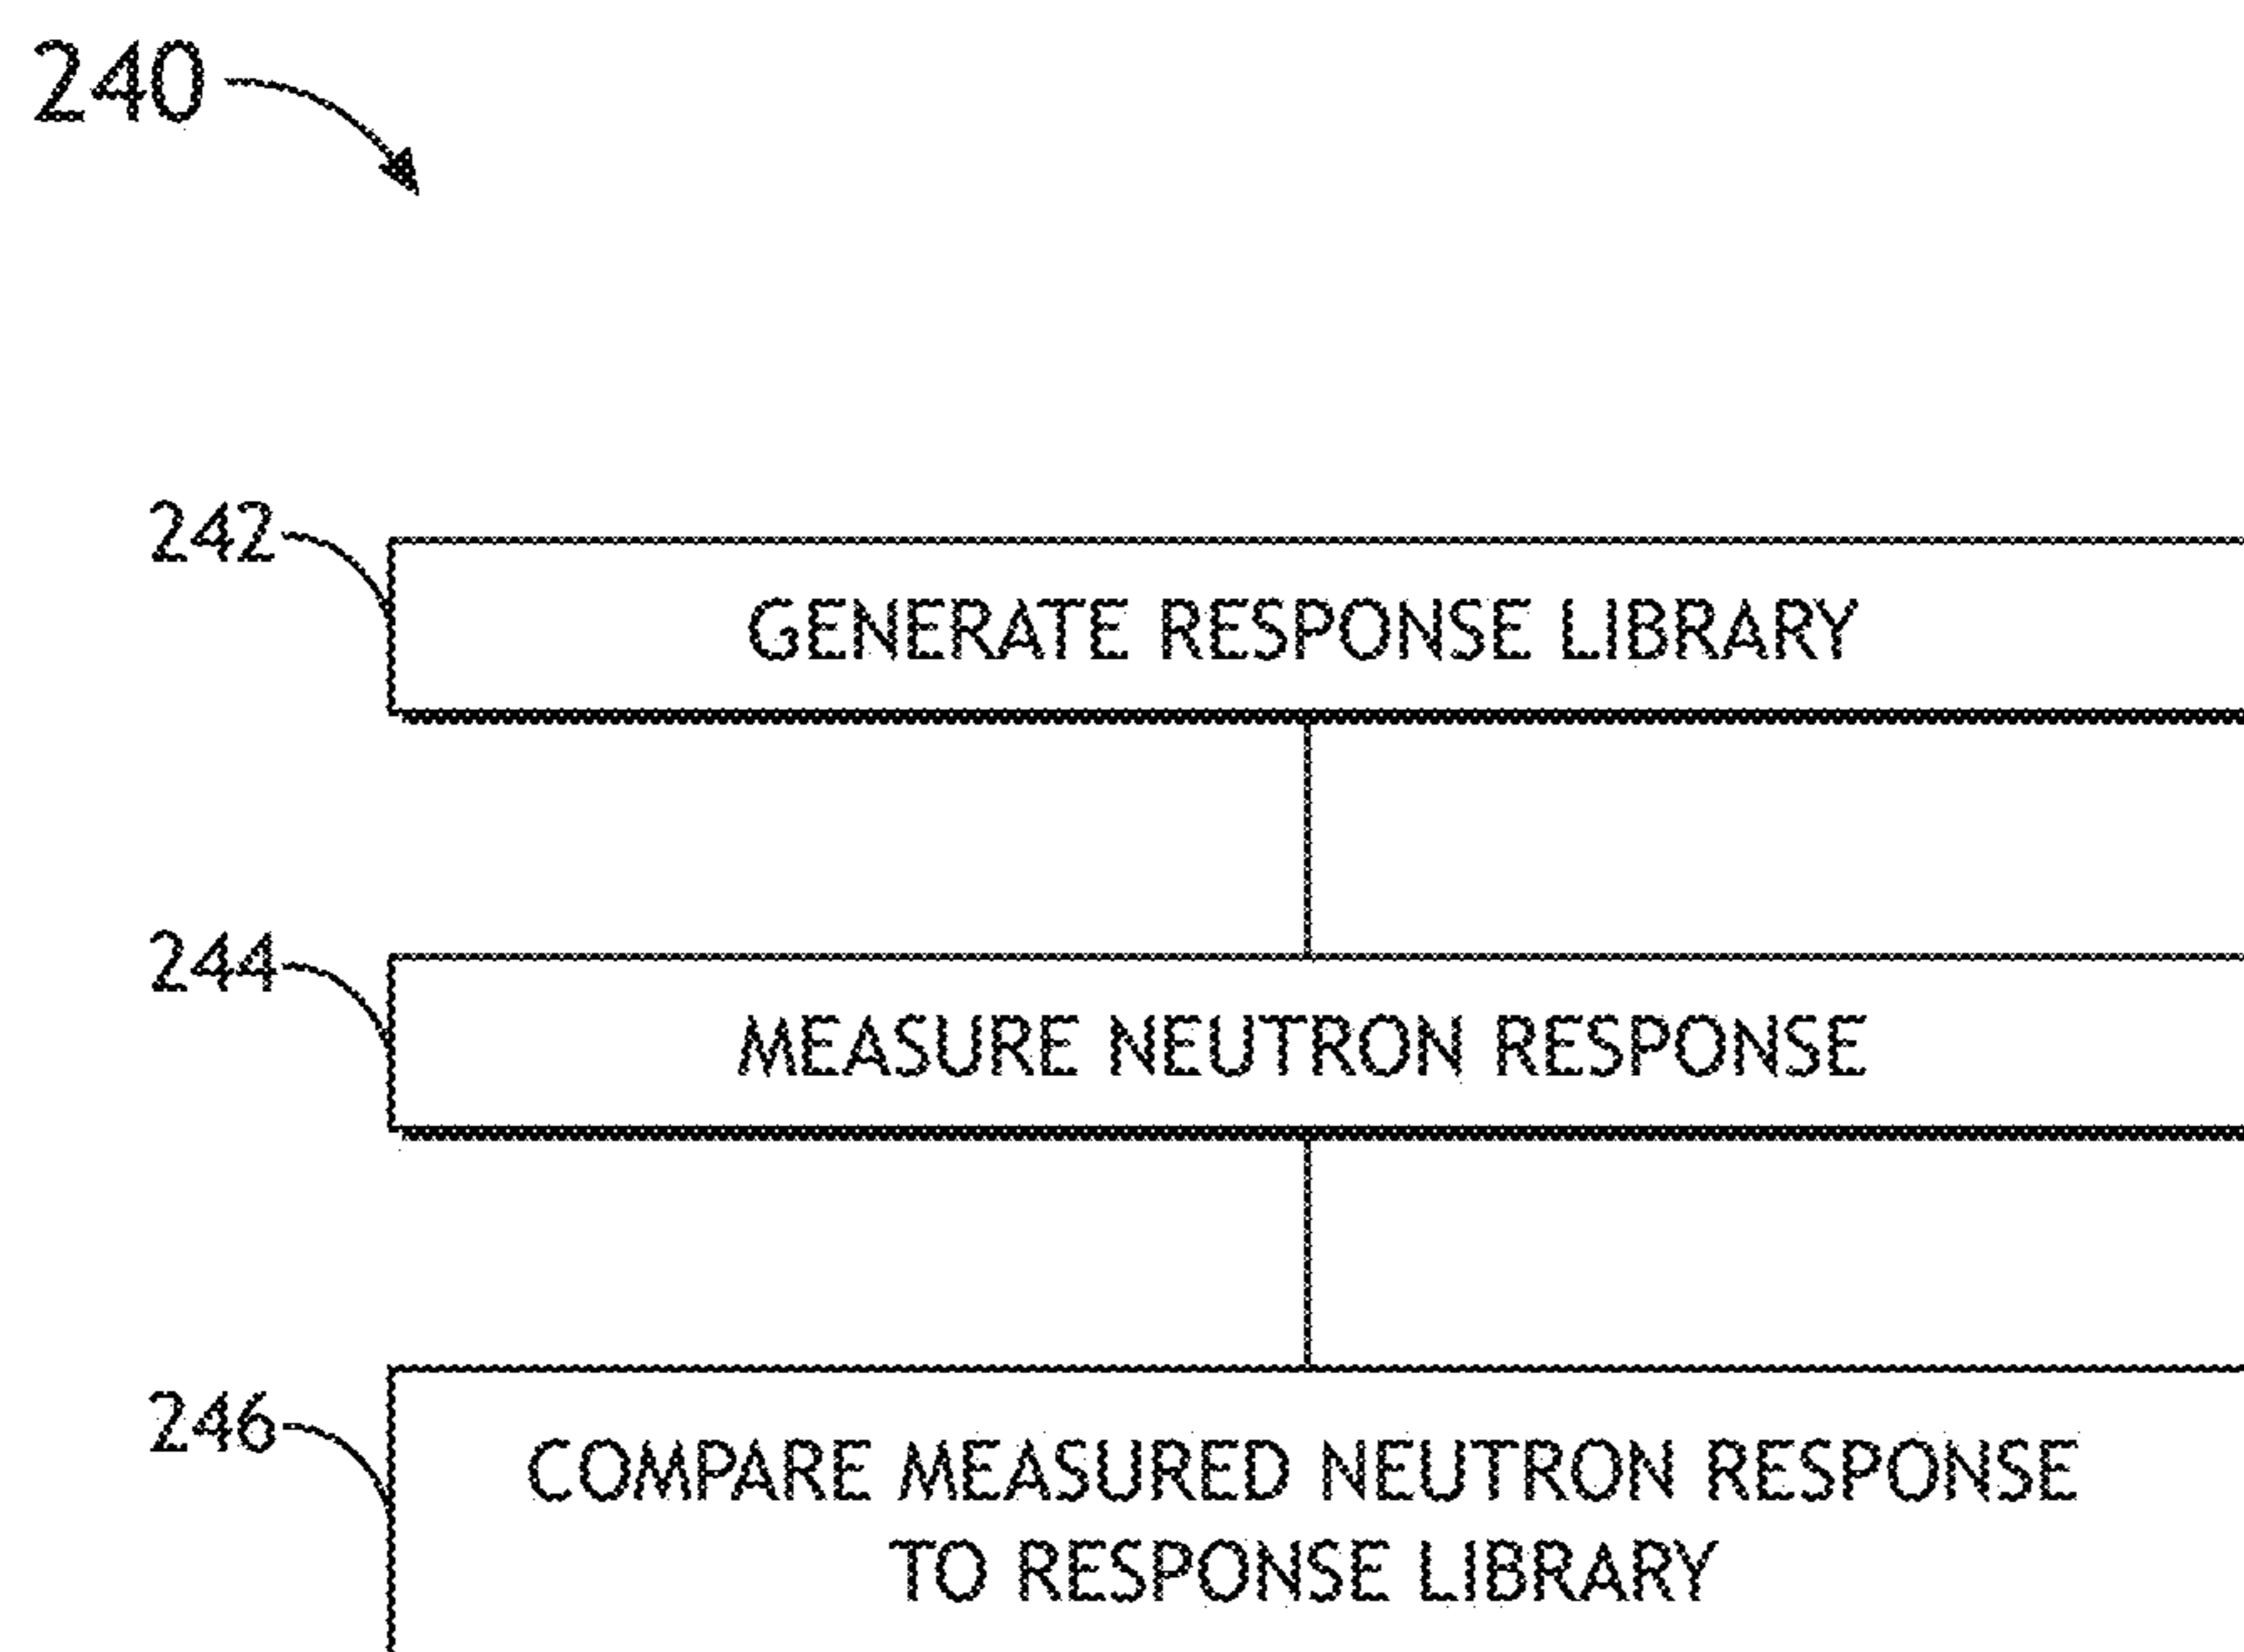 240
242
GENERATE RESPONSE LIBRARY
244
MEASURE NEUTRON RESPONSE
246
COMPARE MEASURED NEUTRON RESPONSE
TO RESPONSE LIBRARY